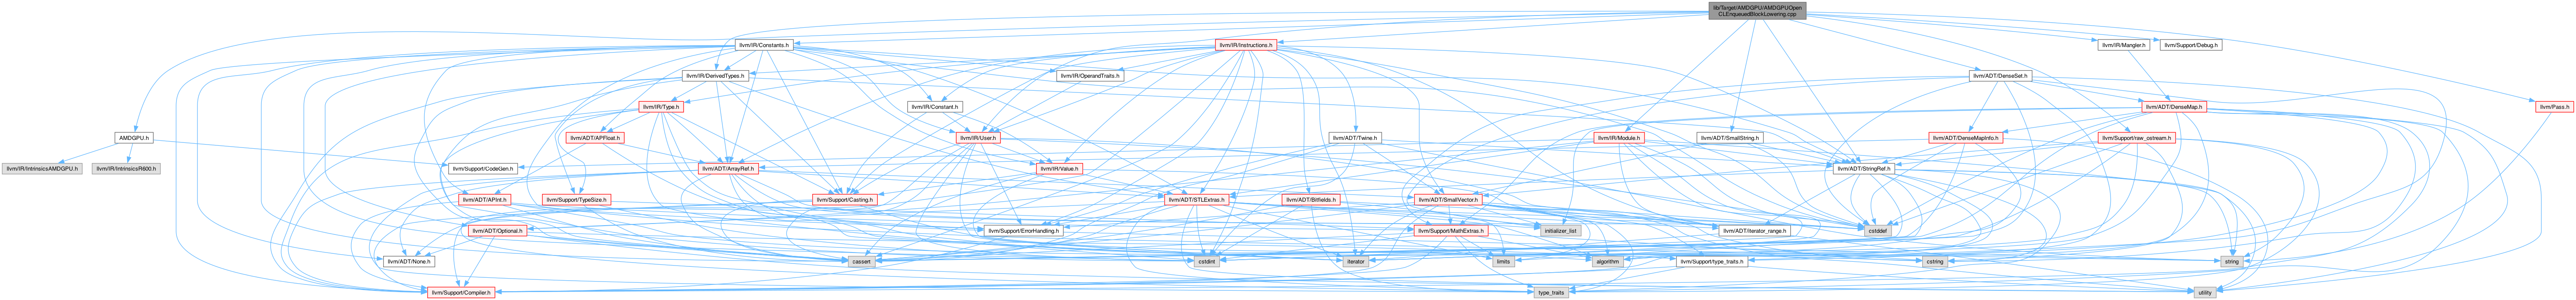 lib/Target/AMDGPU/AMDGPUOpen
CLEnqueuedBlockLowering.cpp
llvm/IR/Constants.h
llvm/IR/Instructions.h
llvm/IR/Mangler.h
llvm/Support/Debug.h
llvm/IR/DerivedTypes.h
llvm/IR/OperandTraits.h
llvm/ADT/DenseSet.h
llvm/IR/Type.h
llvm/IR/Constant.h
llvm/ADT/DenseMap.h
llvm/Pass.h
AMDGPU.h
llvm/ADT/APFloat.h
llvm/IR/User.h
llvm/ADT/Twine.h
llvm/IR/Module.h
llvm/ADT/SmallString.h
llvm/ADT/DenseMapInfo.h
llvm/Support/raw_ostream.h
llvm/IR/IntrinsicsAMDGPU.h
llvm/IR/IntrinsicsR600.h
llvm/Support/CodeGen.h
llvm/ADT/ArrayRef.h
llvm/IR/Value.h
llvm/ADT/StringRef.h
llvm/ADT/APInt.h
llvm/Support/TypeSize.h
llvm/Support/Casting.h
llvm/ADT/STLExtras.h
llvm/ADT/Bitfields.h
llvm/ADT/SmallVector.h
llvm/ADT/Optional.h
llvm/Support/ErrorHandling.h
llvm/Support/MathExtras.h
initializer_list
llvm/ADT/iterator_range.h
cstddef
llvm/ADT/None.h
cassert
cstdint
iterator
limits
algorithm
llvm/Support/type_traits.h
cstring
string
llvm/Support/Compiler.h
type_traits
utility